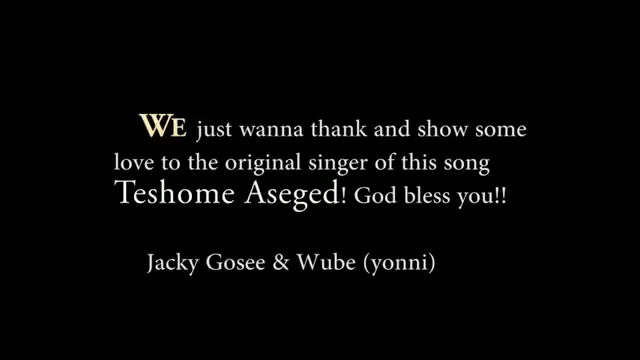 WE just wanna thank and show some
love to the original singer of this song
Teshome Aseged! God bless you!!
Jacky Gosee & Wube (yonni)